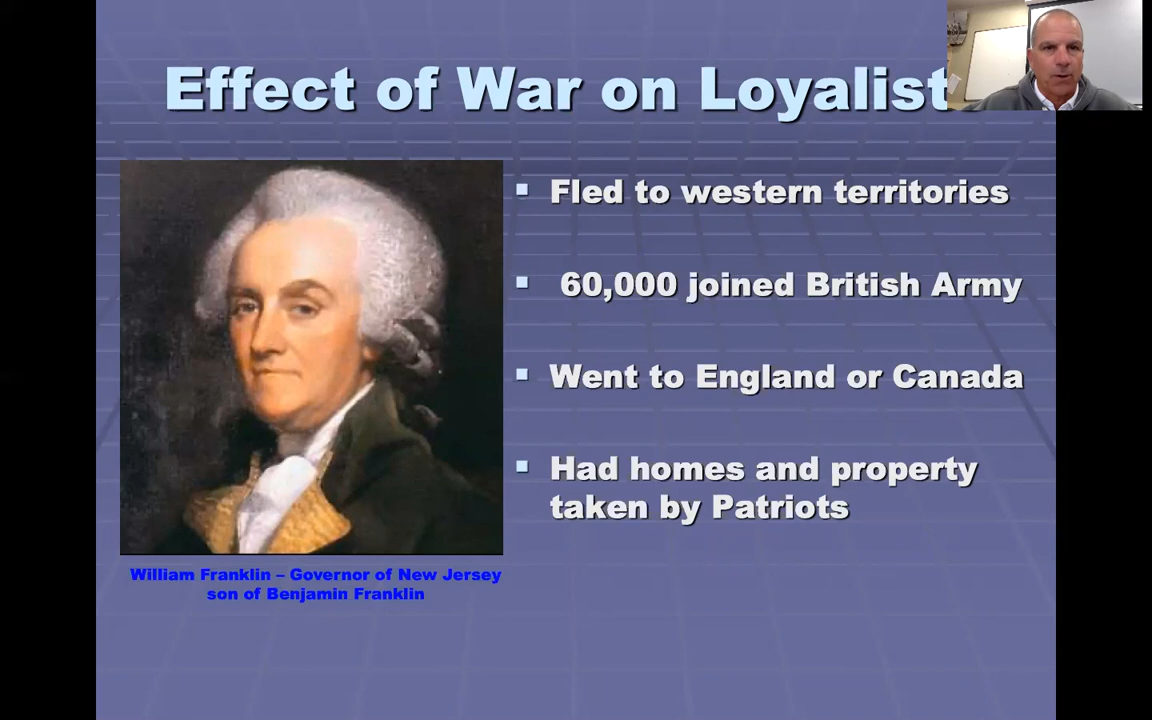 Effect of War on Loyalist
Fled to western territories
60,000 joined British Army
Went to England or Canada
Had homes and property
taken by Patriots
William Franklin – Governor of New Jersey
son of Benjamin Franklin